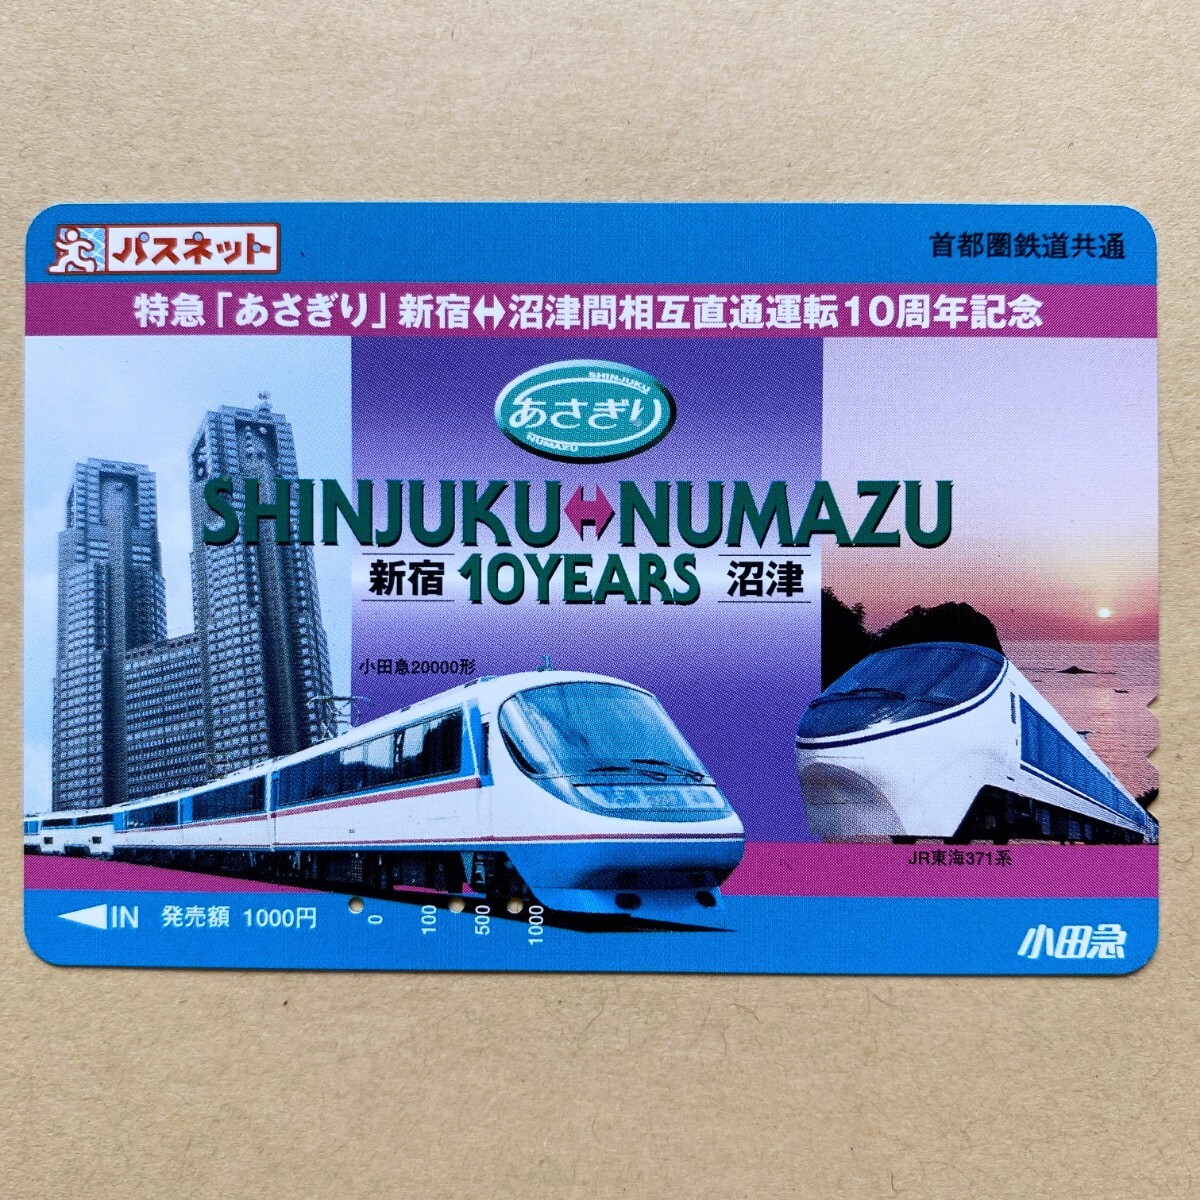 パスネット
首都圏鉄道共通
特急「あさぎり」新宿↔沼津間相互直通運転10周年記念
SHINJUKU
あさぎり
NUMAZU
SHINJUKU↔NUMAZU
新宿 10YEARS 沼津
小田急20000形
JR東海371系
◀IN 発売額 1000円
0 100 500 1000
小田急